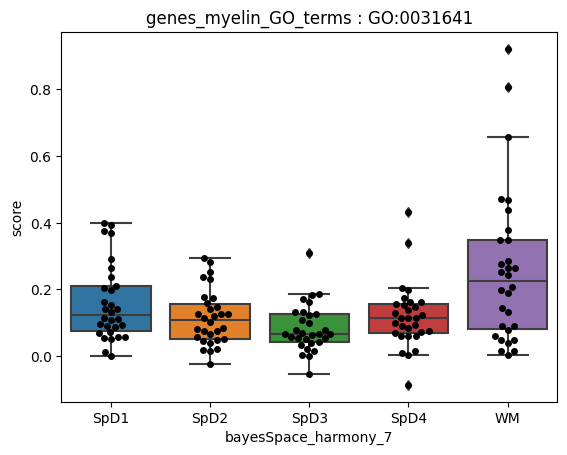 genes_myelin_GO_terms : GO:0031641
score
0.8
0.6
0.4
0.2
0.0
SpD1 SpD2 SpD3 SpD4 WM
bayesSpace_harmony_7